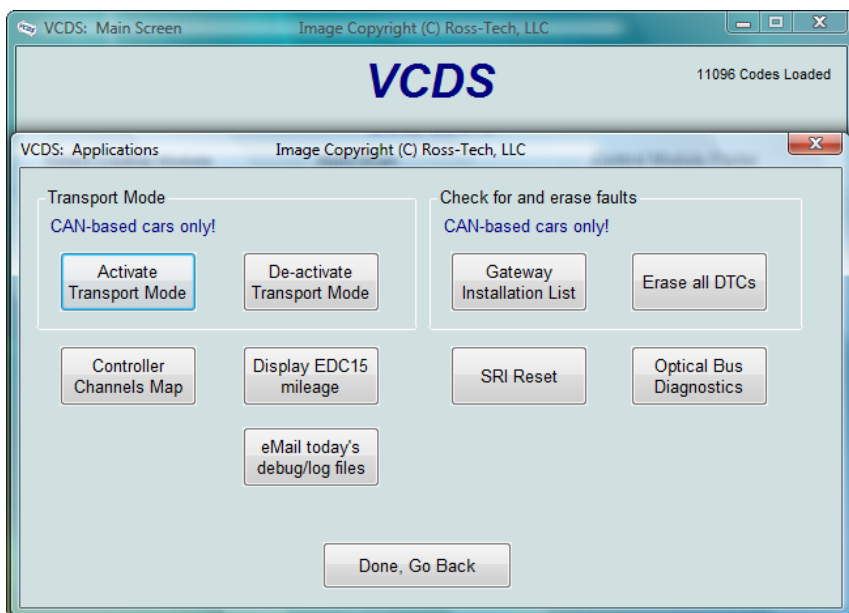 VCDS: Main Screen Image Copyright (C) Ross-Tech, LLC
VCDS
11096 Codes Loaded
VCDS: Applications Image Copyright (C) Ross-Tech, LLC
Transport Mode
CAN-based cars only!
Activate
Transport Mode
De-activate
Transport Mode
Check for and erase faults
CAN-based cars only!
Gateway
Installation List
Erase all DTCs
Controller
Channels Map
Display EDC15
mileage
SRI Reset
Optical Bus
Diagnostics
eMail today's
debug/log files
Done, Go Back